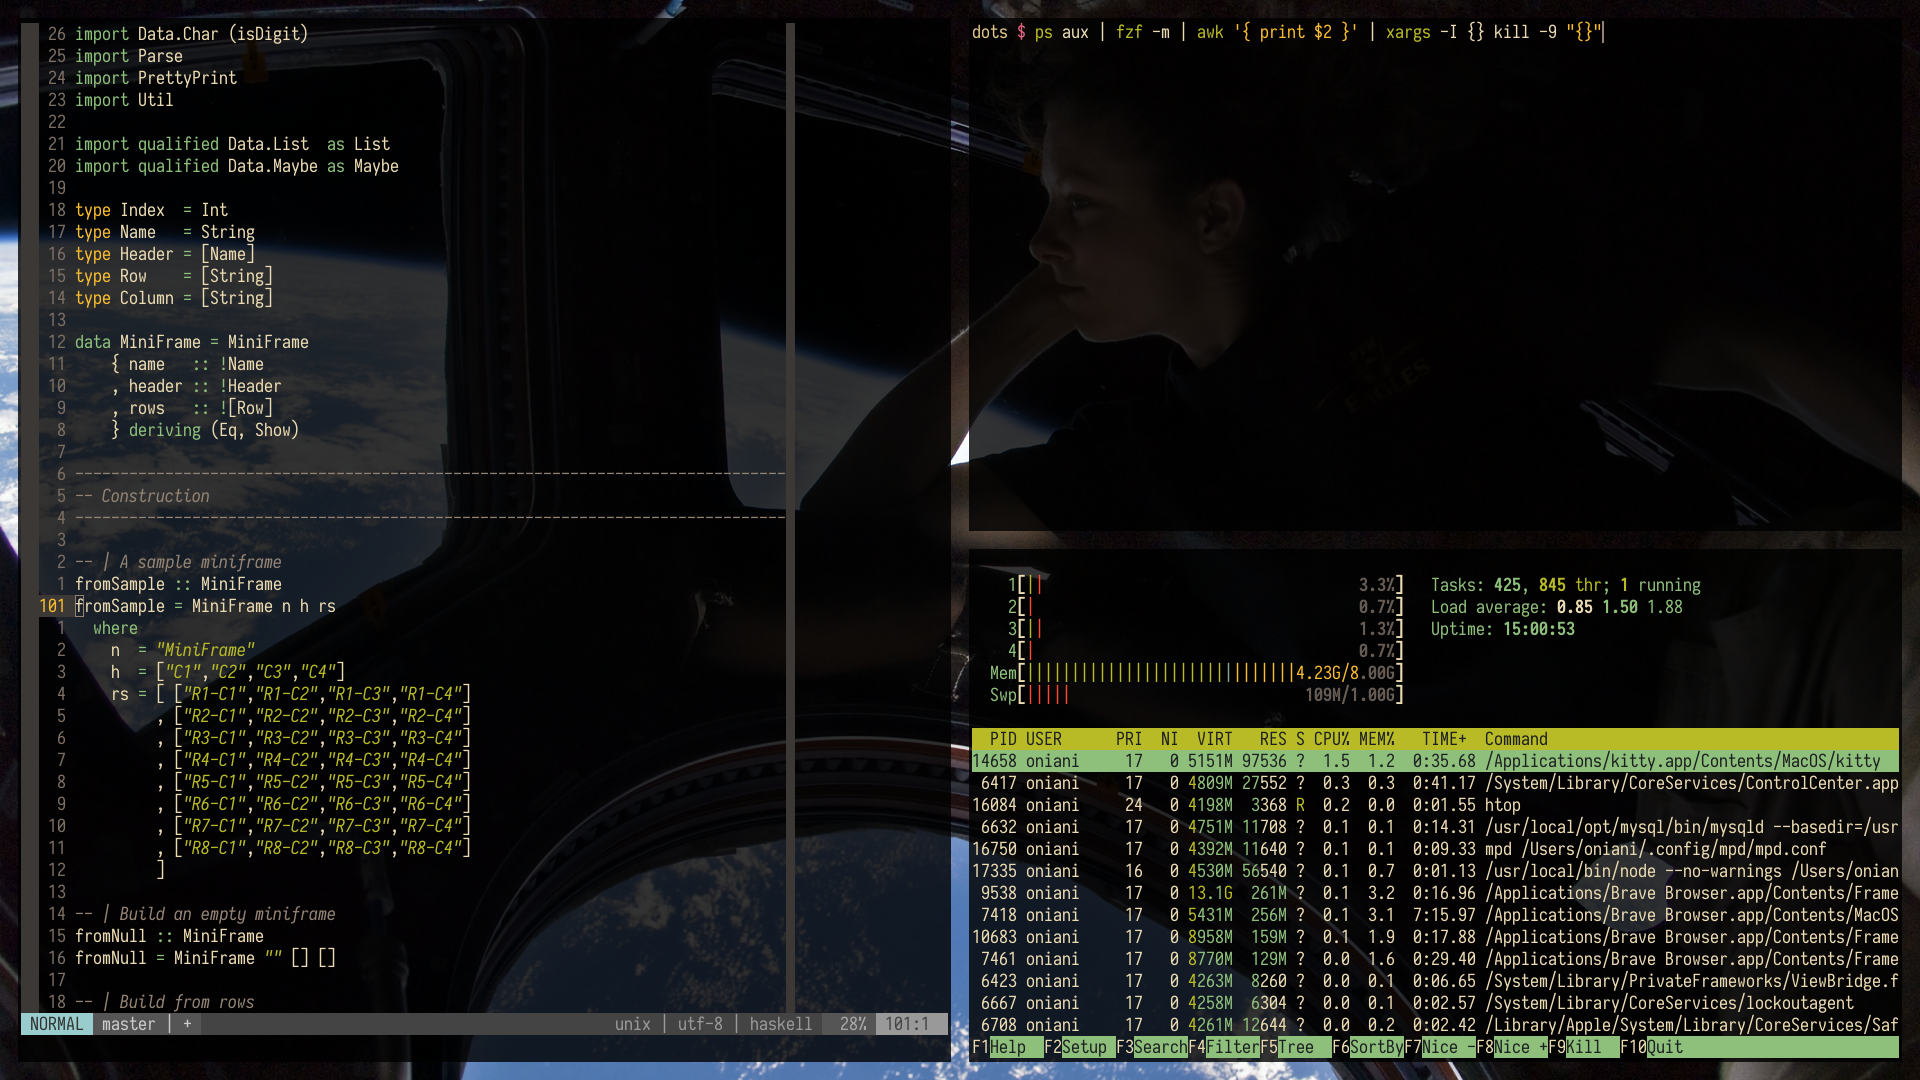 26 import Data.Char (isDigit)
25 import Parse
24 import PrettyPrint
23 import Util
22
21 import qualified Data.List  as List
20 import qualified Data.Maybe as Maybe
19
18 type Index  = Int
17 type Name   = String
16 type Header = [Name]
15 type Row    = [String]
14 type Column = [String]
13
12 data MiniFrame = MiniFrame
11     { name   :: !Name
10     , header :: !Header
9     , rows   :: ![Row]
8     } deriving (Eq, Show)
7
6 -------------------------------------------------------------------------------
5 -- Construction
4 -------------------------------------------------------------------------------
3
2 -- | A sample miniframe
1 fromSample :: MiniFrame
101 fromSample = MiniFrame n h rs
1   where
2     n  = "MiniFrame"
3     h  = ["C1","C2","C3","C4"]
4     rs = [ ["R1-C1","R1-C2","R1-C3","R1-C4"]
5          , ["R2-C1","R2-C2","R2-C3","R2-C4"]
6          , ["R3-C1","R3-C2","R3-C3","R3-C4"]
7          , ["R4-C1","R4-C2","R4-C3","R4-C4"]
8          , ["R5-C1","R5-C2","R5-C3","R5-C4"]
9          , ["R6-C1","R6-C2","R6-C3","R6-C4"]
10          , ["R7-C1","R7-C2","R7-C3","R7-C4"]
11          , ["R8-C1","R8-C2","R8-C3","R8-C4"]
12          ]
13
14 -- | Build an empty miniframe
15 fromNull :: MiniFrame
16 fromNull = MiniFrame "" [] []
17
18 -- | Build from rows
NORMAL master | + unix | utf-8 | haskell 28% 101:1
dots $ ps aux | fzf -m | awk '{ print $2 }' | xargs -I {} kill -9 "{}"
1[|| 3.3%] Tasks: 425, 845 thr; 1 running
2[| 0.7%] Load average: 0.85 1.50 1.88
3[|| 1.3%] Uptime: 15:00:53
4[| 0.7%]
Mem[||||||||||||||||||||||||||||||4.23G/8.00G]
Swp[||||| 109M/1.00G]
PID USER PRI NI VIRT RES S CPU% MEM% TIME+ Command
14658 oniani 17 0 5151M 97536 ? 1.5 1.2 0:35.68 /Applications/kitty.app/Contents/MacOS/kitty
6417 oniani 17 0 4809M 27552 ? 0.3 0.3 0:41.17 /System/Library/CoreServices/ControlCenter.app
16084 oniani 24 0 4198M 3368 R 0.2 0.0 0:01.55 htop
6632 oniani 17 0 4751M 11708 ? 0.1 0.1 0:14.31 /usr/local/opt/mysql/bin/mysqld --basedir=/usr
16750 oniani 17 0 4392M 11640 ? 0.1 0.1 0:09.33 mpd /Users/oniani/.config/mpd/mpd.conf
17335 oniani 16 0 4530M 56540 ? 0.1 0.7 0:01.13 /usr/local/bin/node --no-warnings /Users/onian
9538 oniani 17 0 13.1G 261M ? 0.1 3.2 0:16.96 /Applications/Brave Browser.app/Contents/Frame
7418 oniani 17 0 5431M 256M ? 0.1 3.1 7:15.97 /Applications/Brave Browser.app/Contents/MacOS
10683 oniani 17 0 8958M 159M ? 0.1 1.9 0:17.88 /Applications/Brave Browser.app/Contents/Frame
7461 oniani 17 0 8770M 129M ? 0.0 1.6 0:29.40 /Applications/Brave Browser.app/Contents/Frame
6423 oniani 17 0 4263M 8260 ? 0.0 0.1 0:06.65 /System/Library/PrivateFrameworks/ViewBridge.f
6667 oniani 17 0 4258M 6304 ? 0.0 0.1 0:02.57 /System/Library/CoreServices/lockoutagent
6708 oniani 17 0 4261M 12644 ? 0.0 0.2 0:02.42 /Library/Apple/System/Library/CoreServices/Saf
F1Help F2Setup F3SearchF4FilterF5Tree F6SortByF7Nice -F8Nice +F9Kill F10Quit